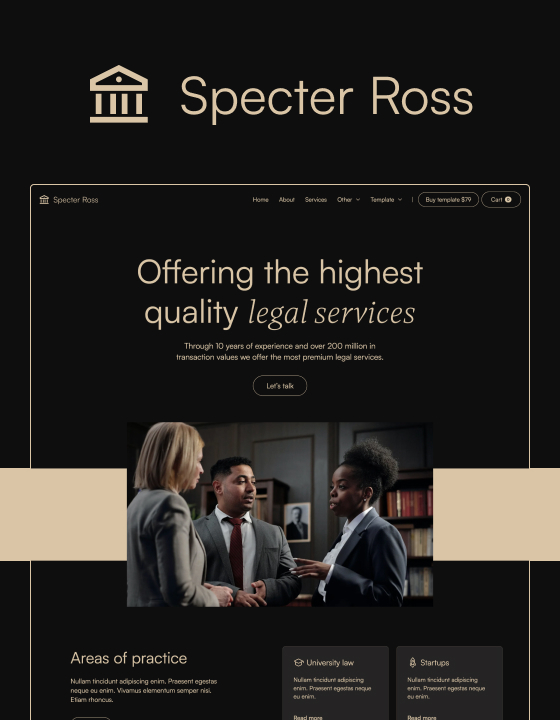 Specter Ross
Specter Ross
Home About Services Other Template | Buy template $79 Cart 0
Offering the highest
quality legal services
Through 10 years of experience and over 200 million in
transaction values we offer the most premium legal services.
Let's talk
Areas of practice
Nullam tincidunt adipiscing enim. Praesent egestas
neque eu enim. Vivamus elementum semper nisi.
Etiam rhoncus.
University law
Nullam tincidunt adipiscing
enim. Praesent egestas neque
eu enim.
Read more
Startups
Nullam tincidunt adipiscing
enim. Praesent egestas neque
eu enim.
Read more